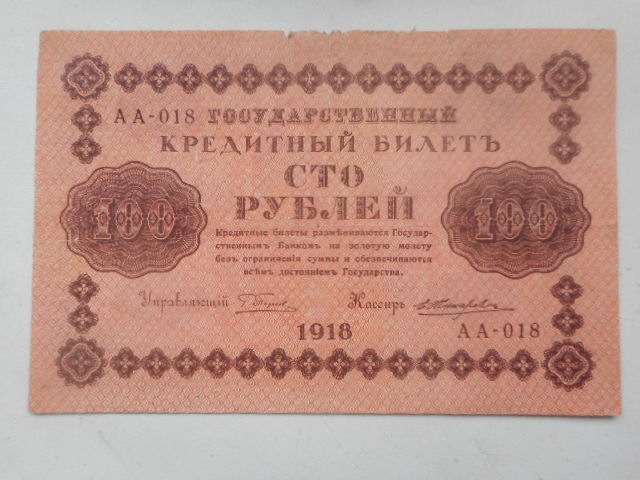 АА-018 ГОСУДАРСТВЕННЫЙ
КРЕДИТНЫЙ БИЛЕТЪ
СТО
РУБЛЕЙ
100
100
Кредитные билеты размѣниваются Государ-
ственнымъ Банкомъ на золотую монету
безъ ограниченія суммы и обезпечиваются
всѣмъ достояніемъ Государства.
Управляющій
Кассиръ
1918
АА-018